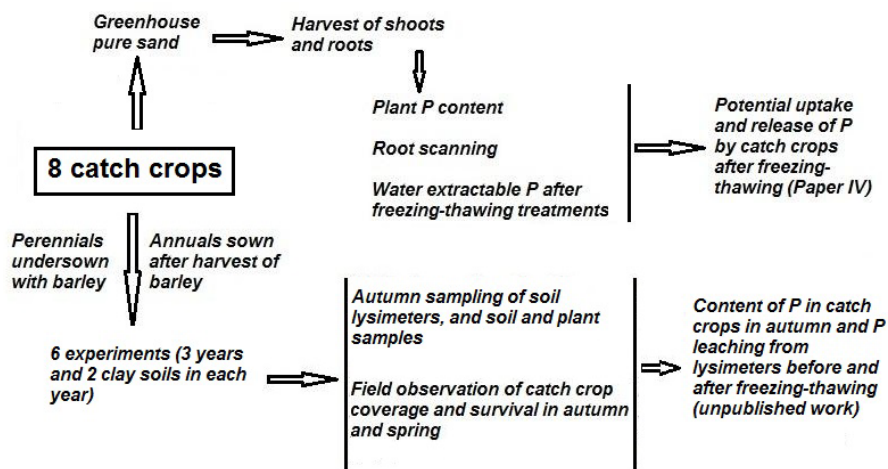 Greenhouse
pure sand
Harvest of shoots
and roots
Plant P content
Root scanning
Water extractable P after
freezing-thawing treatments
Potential uptake
and release of P
by catch crops
after freezing-
thawing (Paper IV)
8 catch crops
Perennials
undersown
with barley
Annuals sown
after harvest of
barley
6 experiments (3 years
and 2 clay soils in each
year)
Autumn sampling of soil
lysimeters, and soil and plant
samples
Field observation of catch crop
coverage and survival in autumn
and spring
Content of P in catch
crops in autumn and P
leaching from
lysimeters before and
after freezing-thawing
(unpublished work)